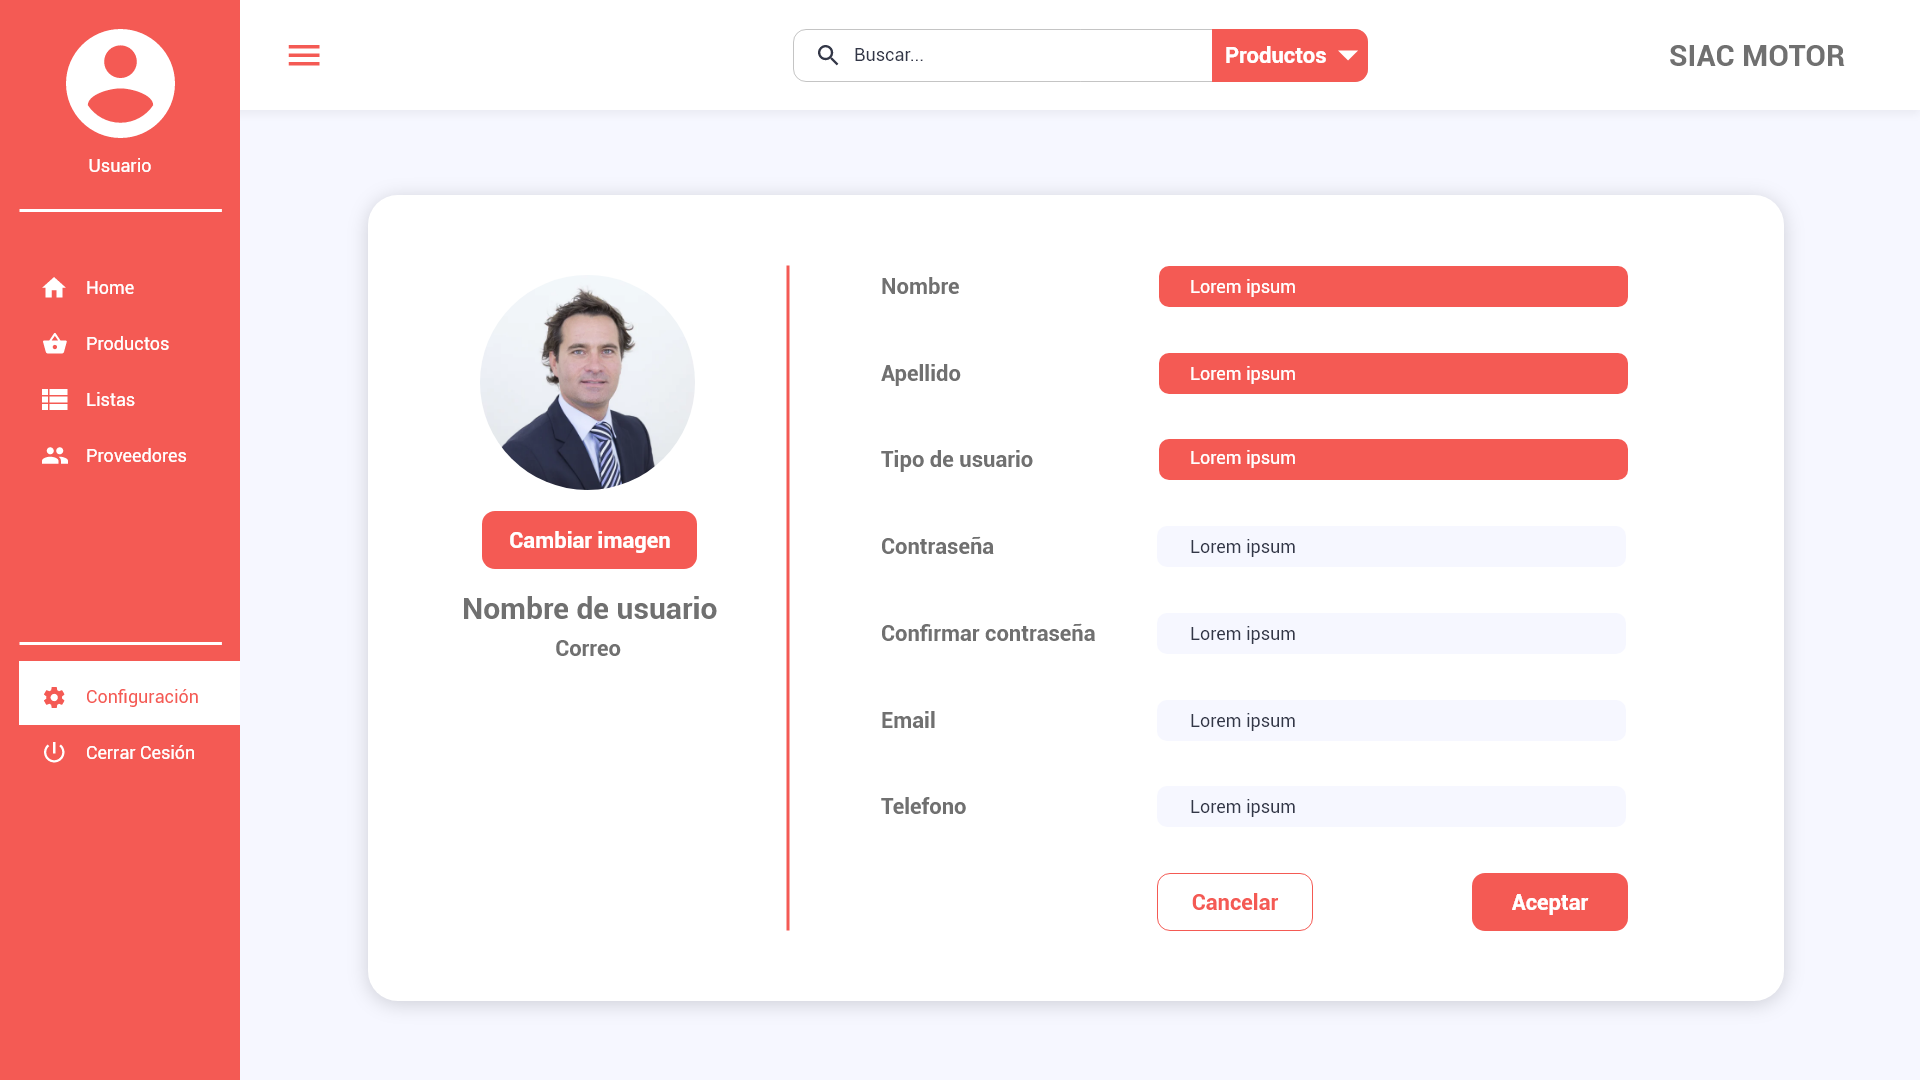 Usuario
Home
Productos
Listas
Proveedores
Configuración
Cerrar Cesión
Buscar...
Productos
SIAC MOTOR
Cambiar imagen
Nombre de usuario
Correo
Nombre
Lorem ipsum
Apellido
Lorem ipsum
Tipo de usuario
Lorem ipsum
Contraseña
Lorem ipsum
Confirmar contraseña
Lorem ipsum
Email
Lorem ipsum
Telefono
Lorem ipsum
Cancelar
Aceptar